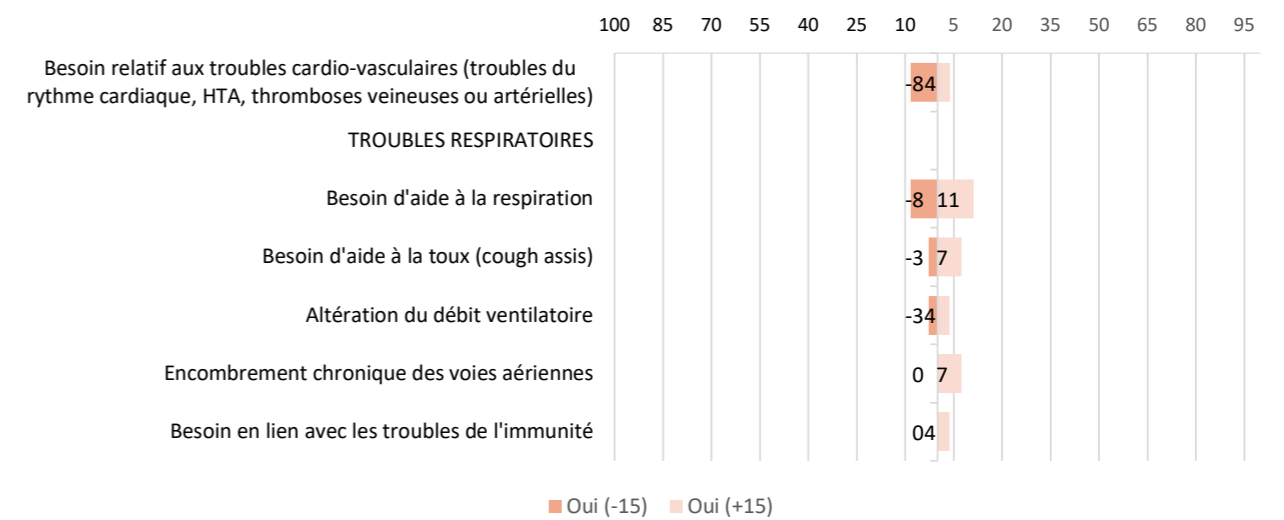 100 85 70 55 40 25 10 5 20 35 50 65 80 95
Besoin relatif aux troubles cardio-vasculaires (troubles du
rythme cardiaque, HTA, thromboses veineuses ou artérielles)
-84
TROUBLES RESPIRATOIRES
Besoin d'aide à la respiration
-8 11
Besoin d'aide à la toux (cough assis)
-3 7
Altération du débit ventilatoire
-34
Encombrement chronique des voies aériennes
0 7
Besoin en lien avec les troubles de l'immunité
04
Oui (-15) Oui (+15)